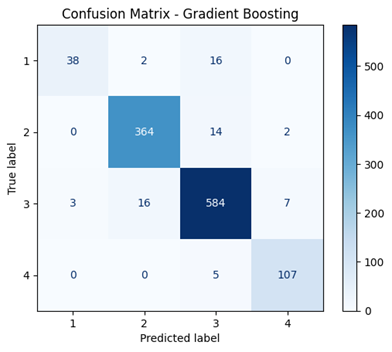 Confusion Matrix - Gradient Boosting
True label
1 38 2 16 0
2 0 364 14 2
3 3 16 584 7
4 0 0 5 107
1 2 3 4
Predicted label
500
400
300
200
100
0